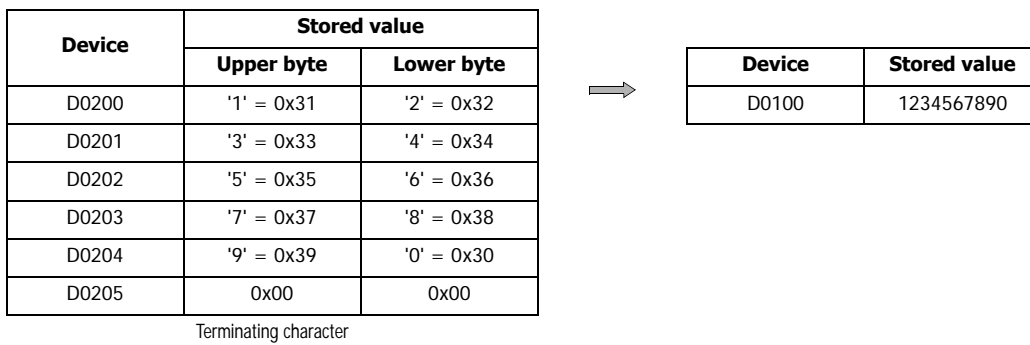 Device Stored value
Upper byte Lower byte
D0200 '1' = 0x31 '2' = 0x32
D0201 '3' = 0x33 '4' = 0x34
D0202 '5' = 0x35 '6' = 0x36
D0203 '7' = 0x37 '8' = 0x38
D0204 '9' = 0x39 '0' = 0x30
D0205 0x00 0x00
Terminating character
Device Stored value
D0100 1234567890